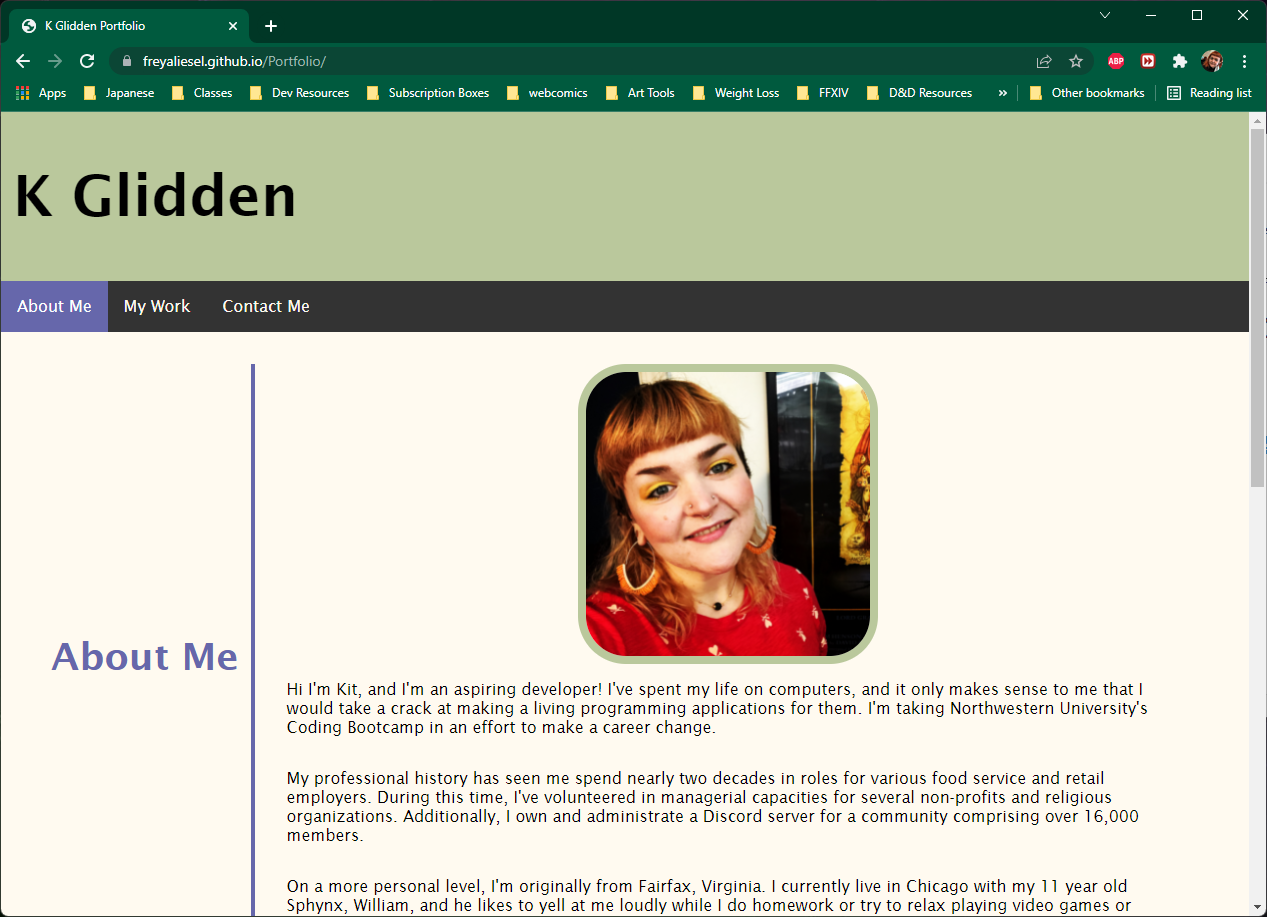 K Glidden Portfolio
freyaliesel.github.io/Portfolio/
ABP
Apps Japanese Classes Dev Resources Subscription Boxes webcomics Art Tools Weight Loss FFXIV D&D Resources » Other bookmarks Reading list
K Glidden
About Me My Work Contact Me
About Me
Hi I'm Kit, and I'm an aspiring developer! I've spent my life on computers, and it only makes sense to me that I
would take a crack at making a living programming applications for them. I'm taking Northwestern University's
Coding Bootcamp in an effort to make a career change.
My professional history has seen me spend nearly two decades in roles for various food service and retail
employers. During this time, I've volunteered in managerial capacities for several non-profits and religious
organizations. Additionally, I own and administrate a Discord server for a community comprising over 16,000
members.
On a more personal level, I'm originally from Fairfax, Virginia. I currently live in Chicago with my 11 year old
Sphynx, William, and he likes to yell at me loudly while I do homework or try to relax playing video games or